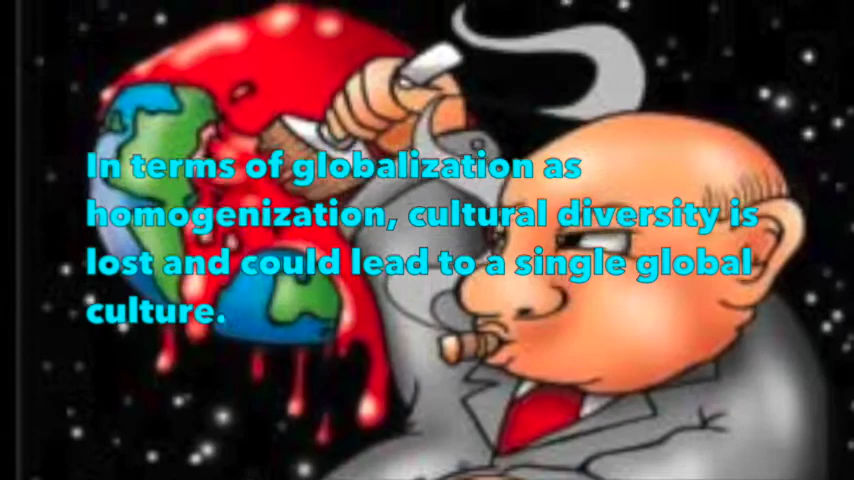 In terms of globalization as
homogenization, cultural diversity is
lost and could lead to a single global
culture.